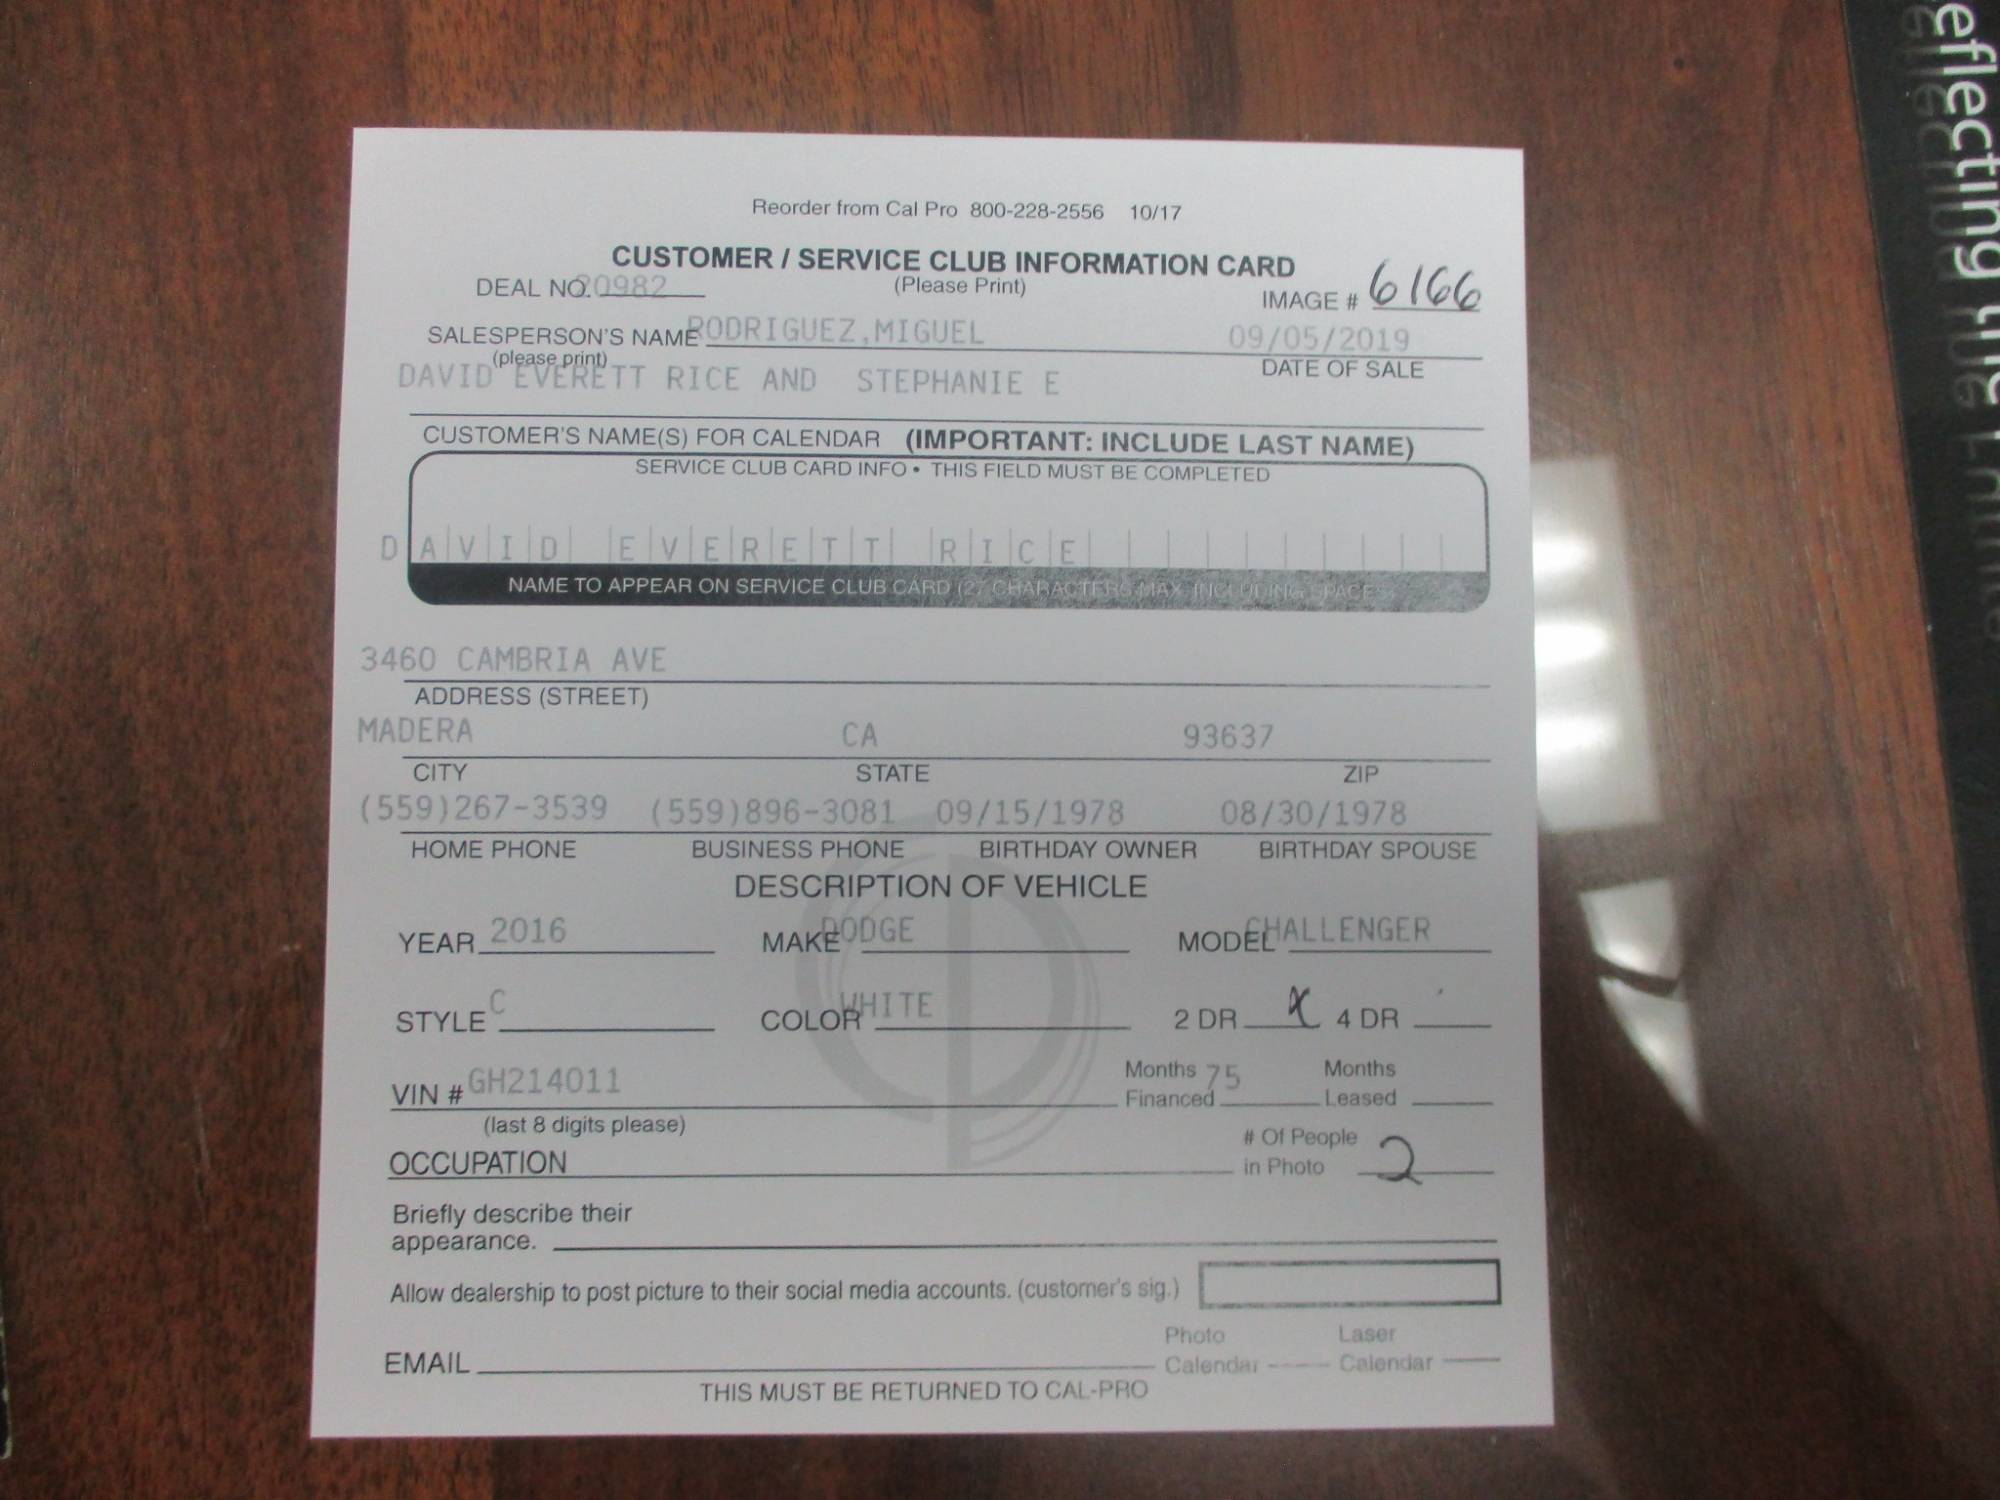 Reorder from Cal Pro 800-228-2556 10/17
CUSTOMER / SERVICE CLUB INFORMATION CARD
DEAL NO. 20982 (Please Print) IMAGE # 6166
SALESPERSON'S NAME RODRIGUEZ,MIGUEL 09/05/2019
(please print) DATE OF SALE
DAVID EVERETT RICE AND STEPHANIE E
CUSTOMER'S NAME(S) FOR CALENDAR (IMPORTANT: INCLUDE LAST NAME)
SERVICE CLUB CARD INFO • THIS FIELD MUST BE COMPLETED
DAVID EVERETT RICE
NAME TO APPEAR ON SERVICE CLUB CARD (27 CHARACTERS MAX. INCLUDING SPACES)
3460 CAMBRIA AVE
ADDRESS (STREET)
MADERA CA 93637
CITY STATE ZIP
(559)267-3539 (559)896-3081 09/15/1978 08/30/1978
HOME PHONE BUSINESS PHONE BIRTHDAY OWNER BIRTHDAY SPOUSE
DESCRIPTION OF VEHICLE
YEAR 2016 MAKE DODGE MODEL CHALLENGER
STYLE C COLOR WHITE 2 DR X 4 DR
VIN # GH214011 Months Financed 75 Months Leased
(last 8 digits please)
OCCUPATION # Of People in Photo 2
Briefly describe their
appearance.
Allow dealership to post picture to their social media accounts. (customer's sig.)
EMAIL Photo Calendar Laser Calendar
THIS MUST BE RETURNED TO CAL-PRO
eflecting